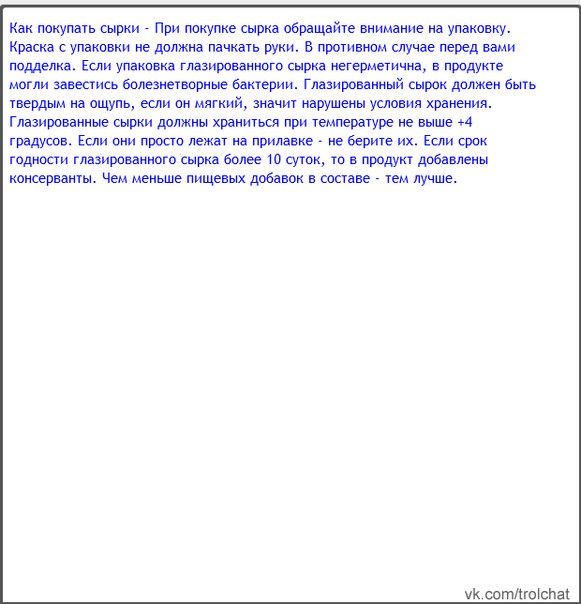 Как покупать сырки - При покупке сырка обращайте внимание на упаковку.
Краска с упаковки не должна пачкать руки. В противном случае перед вами
подделка. Если упаковка глазированного сырка негерметична, в продукте
могли завестись болезнетворные бактерии. Глазированный сырок должен быть
твердым на ощупь, если он мягкий, значит нарушены условия хранения.
Глазированные сырки должны храниться при температуре не выше +4
градусов. Если они просто лежат на прилавке - не берите их. Если срок
годности глазированного сырка более 10 суток, то в продукт добавлены
консерванты. Чем меньше пищевых добавок в составе - тем лучше.
vk.com/trolchat